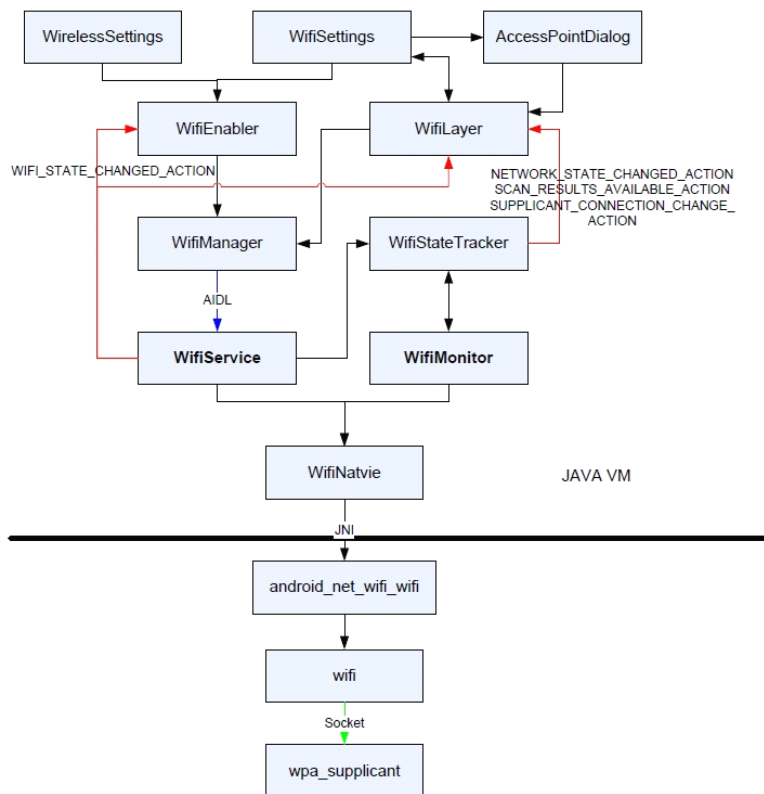 WirelessSettings
WifiSettings
AccessPointDialog
WifiEnabler
WifiLayer
WIFI_STATE_CHANGED_ACTION
NETWORK_STATE_CHANGED_ACTION
SCAN_RESULTS_AVAILABLE_ACTION
SUPPLICANT_CONNECTION_CHANGE_
ACTION
WifiManager
WifiStateTracker
AIDL
WifiService
WifiMonitor
WifiNatvie
JAVA VM
JNI
android_net_wifi_wifi
wifi
Socket
wpa_supplicant